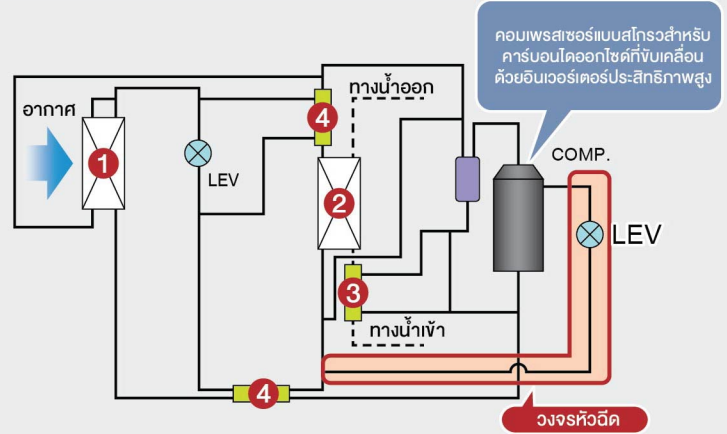 คอมเพรสเซอร์แบบสโกรวสำหรับ
คาร์บอนไดออกไซด์ที่ขับเคลื่อน
ด้วยอินเวอร์เตอร์ประสิทธิภาพสูง
ทางน้ำออก
อากาศ
4
COMP.
1
LEV
2
LEV
3
ทางน้ำเข้า
4
วงจรหัวฉีด